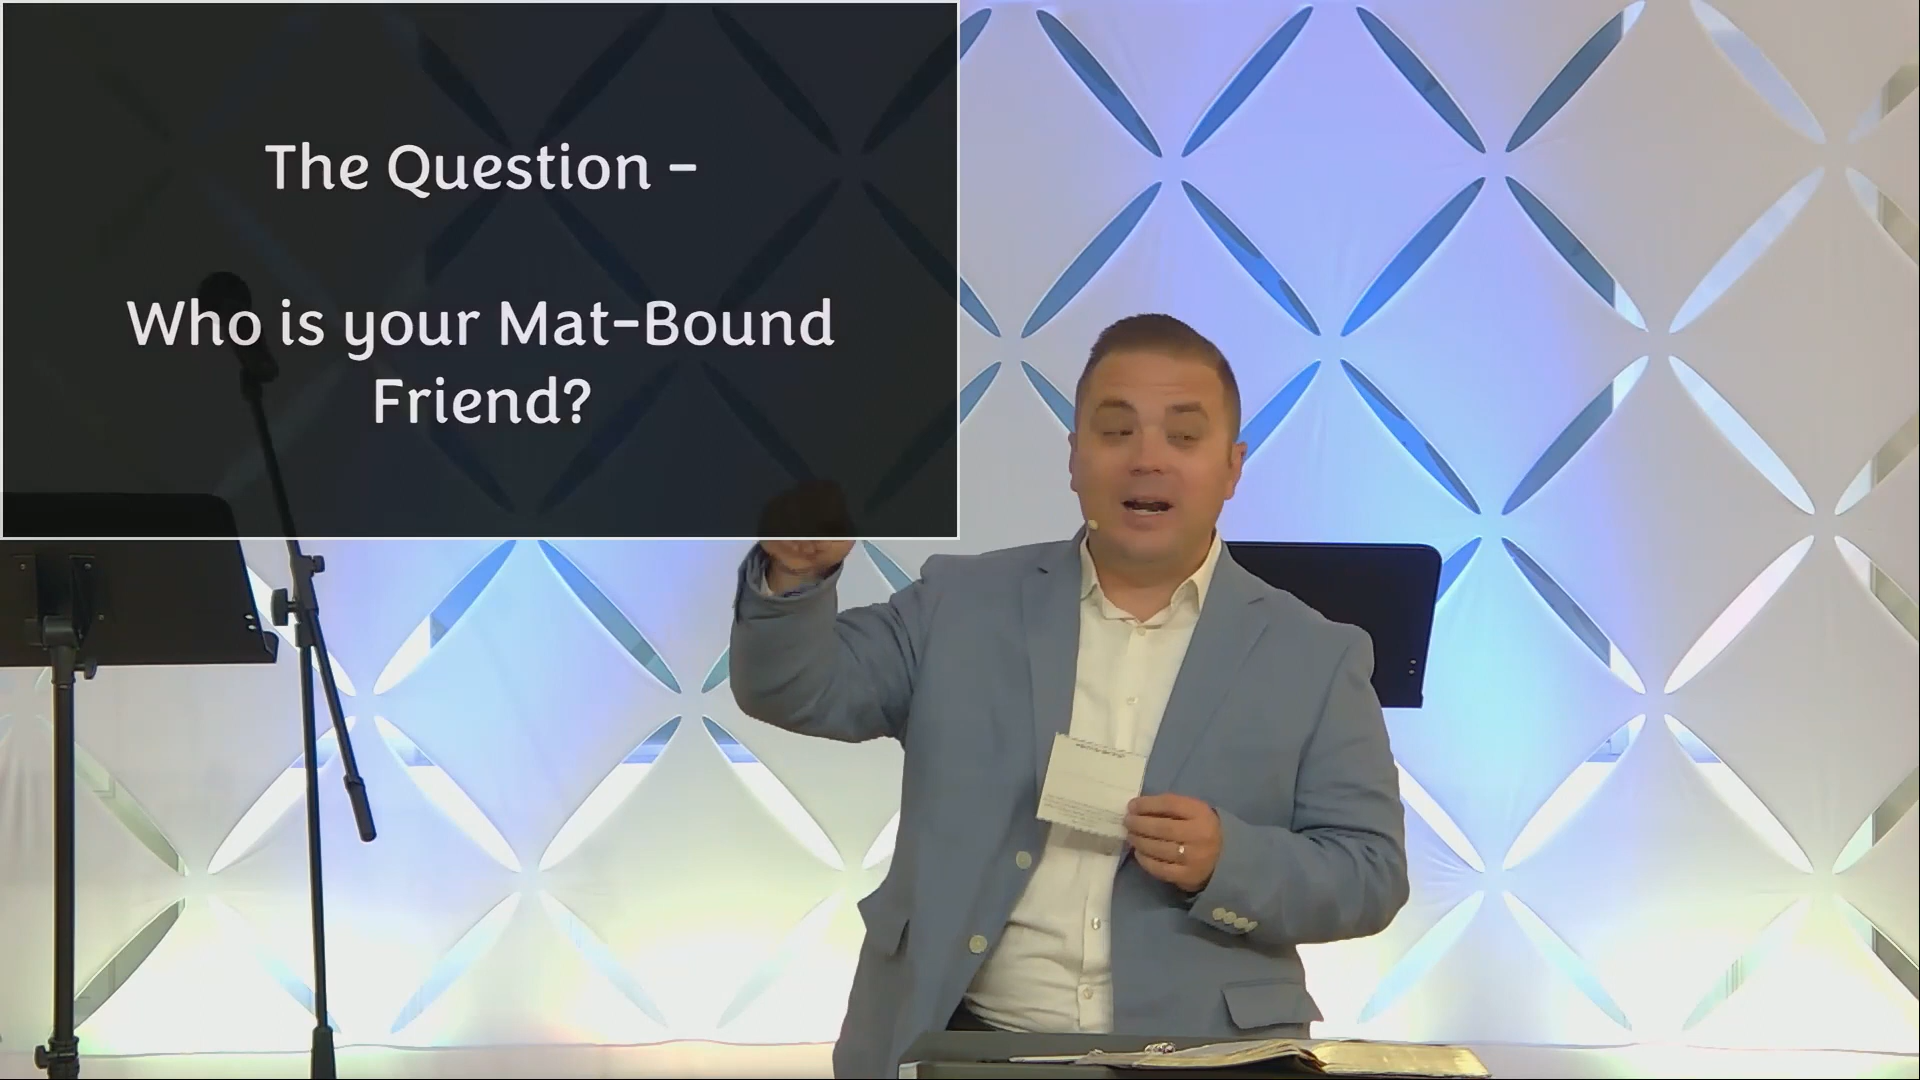 The Question –
Who is your Mat-Bound
Friend?